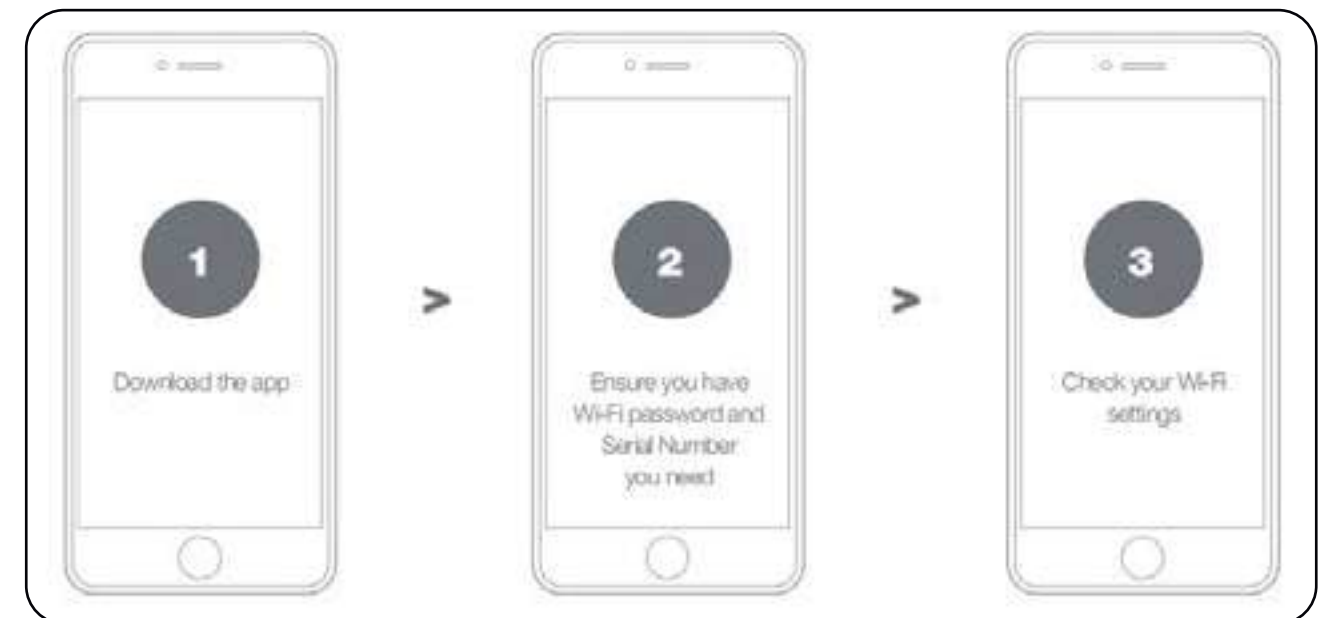 1
Download the app
>
2
Ensure you have
Wi-Fi password and
Serial Number
you need
>
3
Check your Wi-Fi
settings